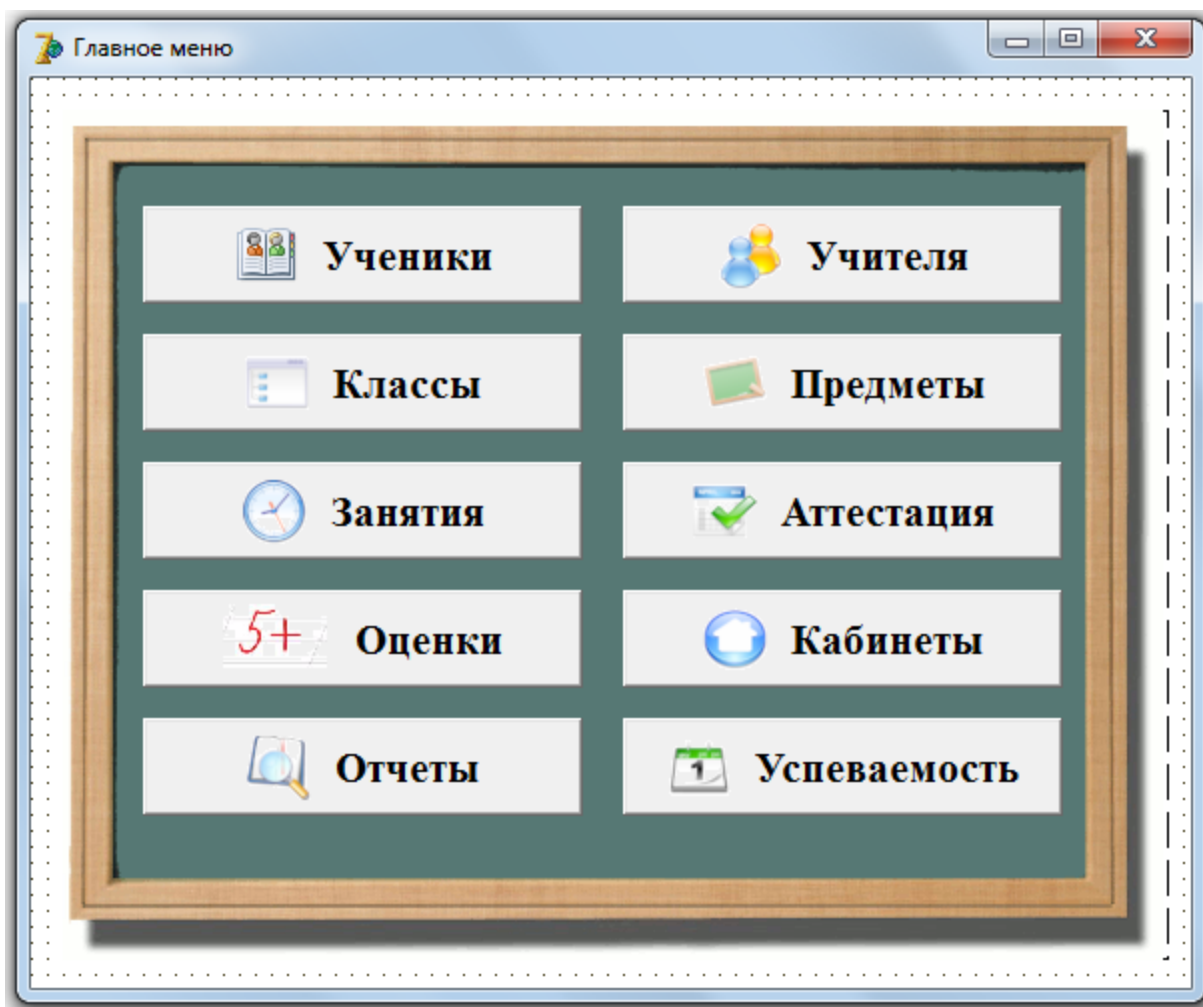 Главное меню
Ученики
Учителя
Классы
Предметы
Занятия
Аттестация
5+
Оценки
Кабинеты
Отчеты
1
Успеваемость